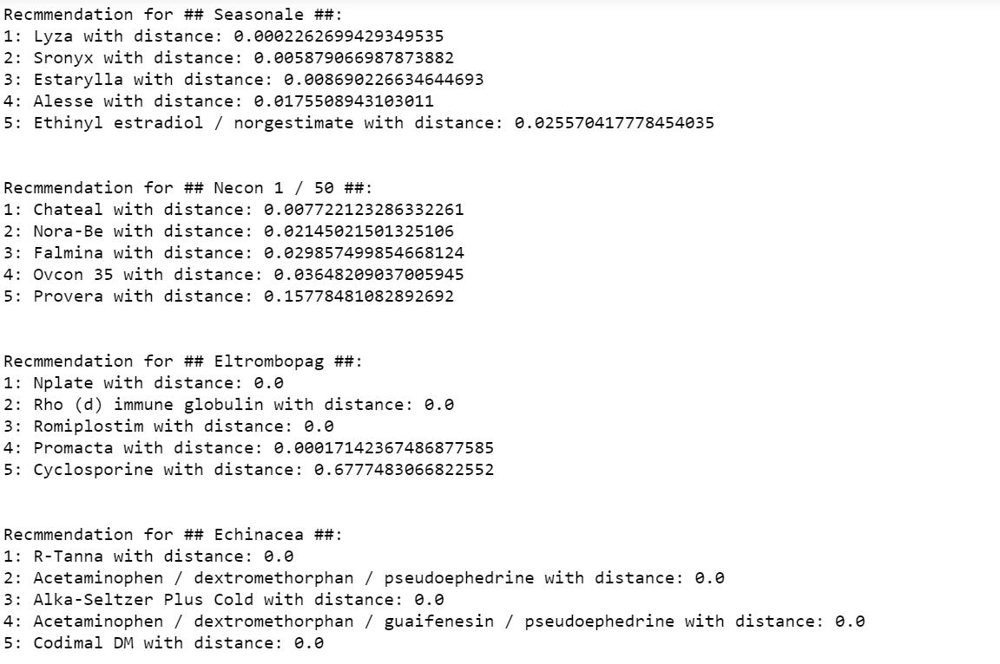 Recmmendation for ## Seasonale ##:
1: Lyza with distance: 0.0002262699429349535
2: Sronyx with distance: 0.005879066987873882
3: Estarylla with distance: 0.008690226634644693
4: Alesse with distance: 0.0175508943103011
5: Ethinyl estradiol / norgestimate with distance: 0.025570417778454035
Recmmendation for ## Necon 1 / 50 ##:
1: Chateal with distance: 0.007722123286332261
2: Nora-Be with distance: 0.02145021501325106
3: Falmina with distance: 0.029857499854668124
4: Ovcon 35 with distance: 0.03648209037005945
5: Provera with distance: 0.15778481082892692
Recmmendation for ## Eltrombopag ##:
1: Nplate with distance: 0.0
2: Rho (d) immune globulin with distance: 0.0
3: Romiplostim with distance: 0.0
4: Promacta with distance: 0.00017142367486877585
5: Cyclosporine with distance: 0.6777483066822552
Recmmendation for ## Echinacea ##:
1: R-Tanna with distance: 0.0
2: Acetaminophen / dextromethorphan / pseudoephedrine with distance: 0.0
3: Alka-Seltzer Plus Cold with distance: 0.0
4: Acetaminophen / dextromethorphan / guaifenesin / pseudoephedrine with distance: 0.0
5: Codimal DM with distance: 0.0